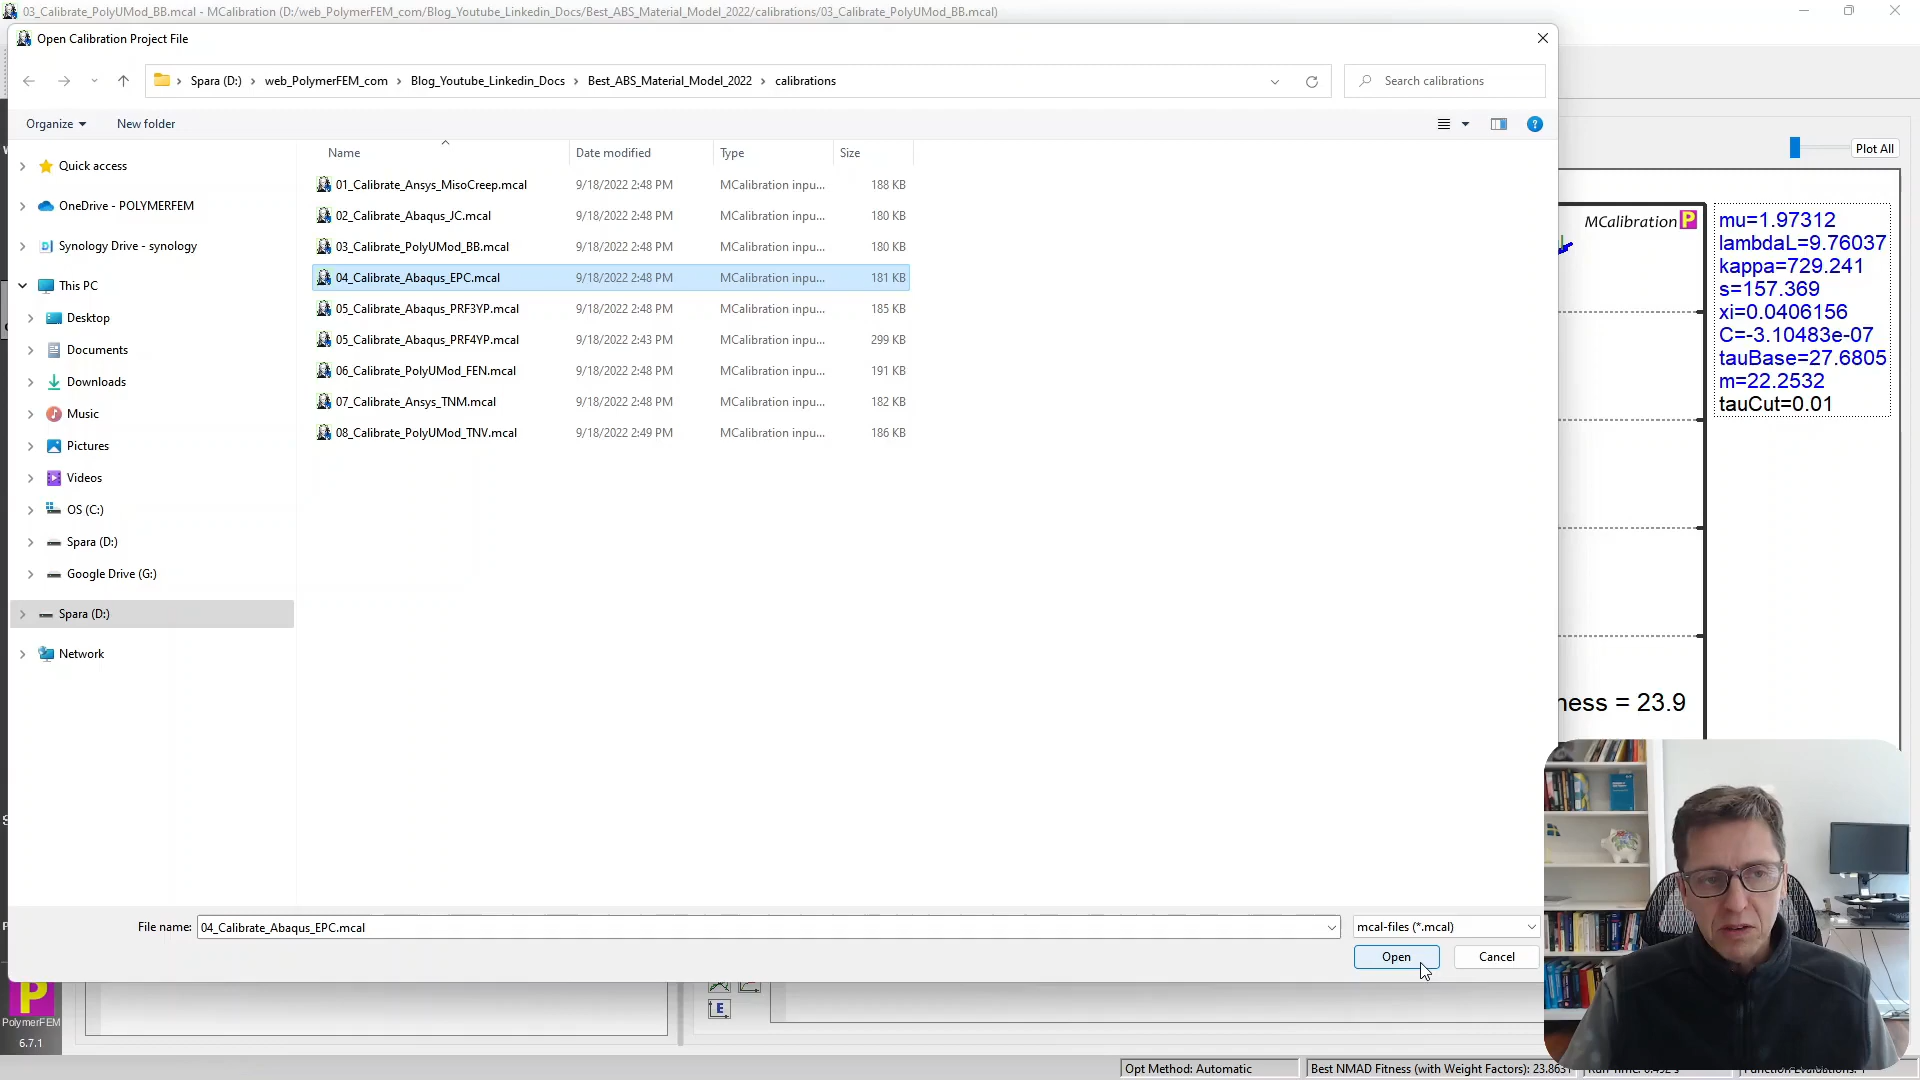 03_Calibrate_PolyUMod_BB.mcal - MCalibration (D:/web_PolymerFEM_com/Blog_Youtube_Linkedin_Docs/Best_ABS_Material_Model_2022/calibrations/03_Calibrate_PolyUMod_BB.mcal)
Open Calibration Project File
Spara (D:) > web_PolymerFEM_com > Blog_Youtube_Linkedin_Docs > Best_ABS_Material_Model_2022 > calibrations
Search calibrations
Organize
New folder
Name Date modified Type Size
01_Calibrate_Ansys_MisoCreep.mcal 9/18/2022 2:48 PM MCalibration inpu... 188 KB
02_Calibrate_Abaqus_JC.mcal 9/18/2022 2:48 PM MCalibration inpu... 180 KB
03_Calibrate_PolyUMod_BB.mcal 9/18/2022 2:48 PM MCalibration inpu... 180 KB
04_Calibrate_Abaqus_EPC.mcal 9/18/2022 2:48 PM MCalibration inpu... 181 KB
05_Calibrate_Abaqus_PRF3YP.mcal 9/18/2022 2:48 PM MCalibration inpu... 185 KB
05_Calibrate_Abaqus_PRF4YP.mcal 9/18/2022 2:43 PM MCalibration inpu... 299 KB
06_Calibrate_PolyUMod_FEN.mcal 9/18/2022 2:48 PM MCalibration inpu... 191 KB
07_Calibrate_Ansys_TNM.mcal 9/18/2022 2:48 PM MCalibration inpu... 182 KB
08_Calibrate_PolyUMod_TNV.mcal 9/18/2022 2:49 PM MCalibration inpu... 186 KB
Quick access
OneDrive - POLYMERFEM
Synology Drive - synology
This PC
Desktop
Documents
Downloads
Music
Pictures
Videos
OS (C:)
Spara (D:)
Google Drive (G:)
Spara (D:)
Network
File name: 04_Calibrate_Abaqus_EPC.mcal
mcal-files (*.mcal)
Open
Cancel
Plot All
MCalibration P
mu=1.97312
lambdaL=9.76037
kappa=729.241
s=157.369
xi=0.0406156
C=-3.10483e-07
tauBase=27.6805
m=22.2532
tauCut=0.01
ness = 23.9
P
PolymerFEM
6.7.1
E
Opt Method: Automatic
Best NMAD Fitness (with Weight Factors): 23.863